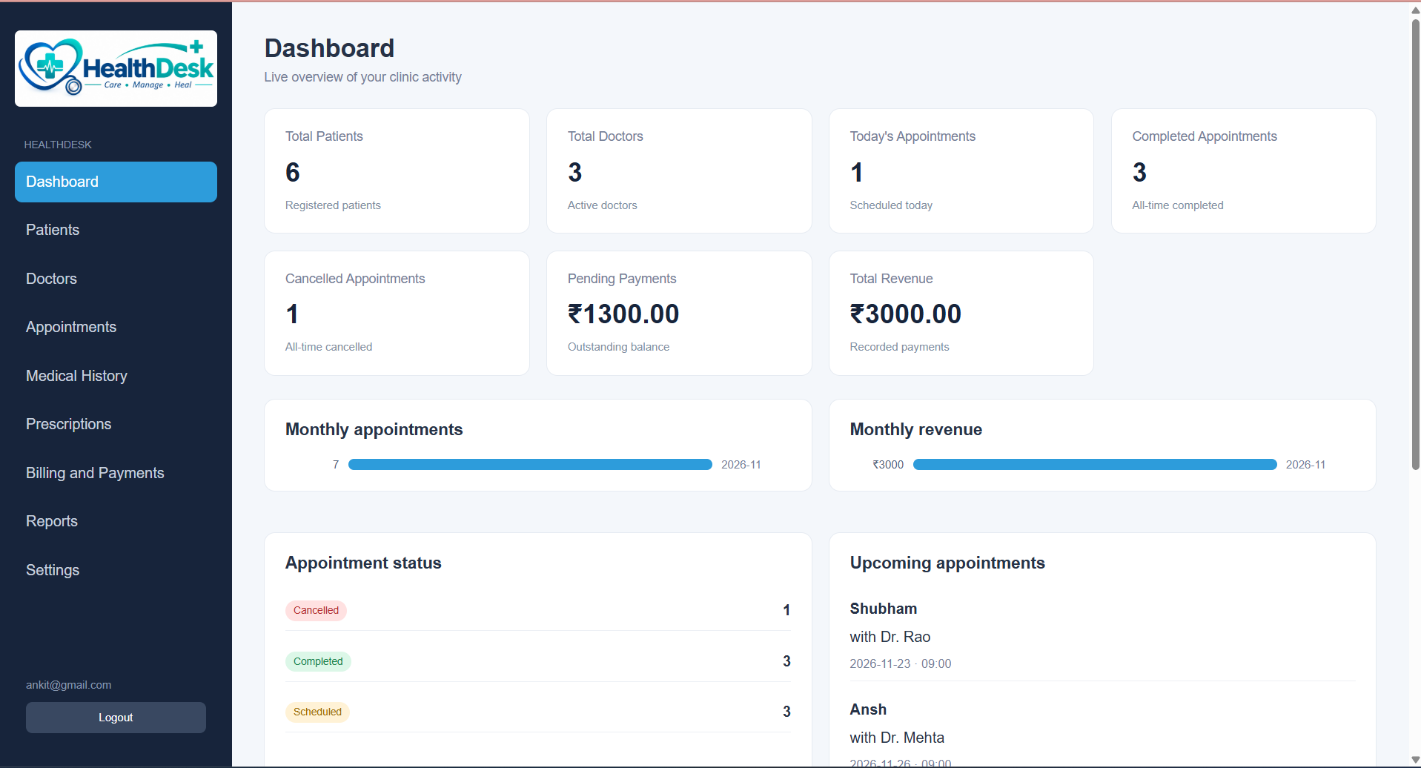 HealthDesk
Care • Manage • Heal
HEALTHDESK
Dashboard
Patients
Doctors
Appointments
Medical History
Prescriptions
Billing and Payments
Reports
Settings
ankit@gmail.com
Logout
Dashboard
Live overview of your clinic activity
Total Patients
6
Registered patients
Total Doctors
3
Active doctors
Today's Appointments
1
Scheduled today
Completed Appointments
3
All-time completed
Cancelled Appointments
1
All-time cancelled
Pending Payments
₹1300.00
Outstanding balance
Total Revenue
₹3000.00
Recorded payments
Monthly appointments
7 2026-11
Monthly revenue
₹3000 2026-11
Appointment status
Cancelled 1
Completed 3
Scheduled 3
Upcoming appointments
Shubham
with Dr. Rao
2026-11-23 · 09:00
Ansh
with Dr. Mehta
2026-11-26 · 09:00